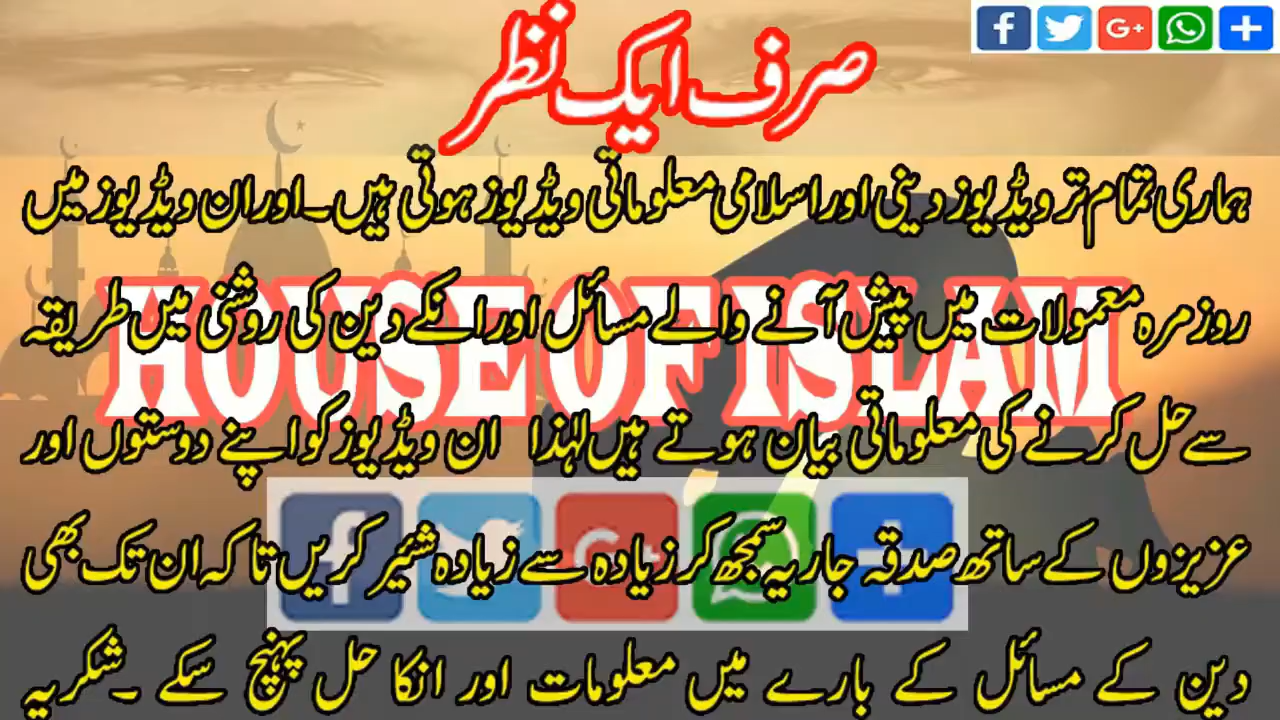 صرف ایک نظر
ہماری تمام تر ویڈیوز دینی اور اسلامی معلوماتی ویڈیوز ہوتی ہیں۔ اور ان ویڈیوز میں
روزمرہ معمولات میں پیش آنے والے مسائل اور انکے دین کی روشنی میں طریقہ
HOUSE OF ISLAM
سے حل کرنے کی معلوماتی بیان ہوتے ہیں لہٰذا ان ویڈیوز کو اپنے دوستوں اور
عزیزوں کے ساتھ صدقہ جاریہ سمجھ کر زیادہ سے زیادہ شئیر کریں تاکہ ان تک بھی
دین کے مسائل کے بارے میں معلومات اور انکا حل پہنچ سکے ۔ شکریہ